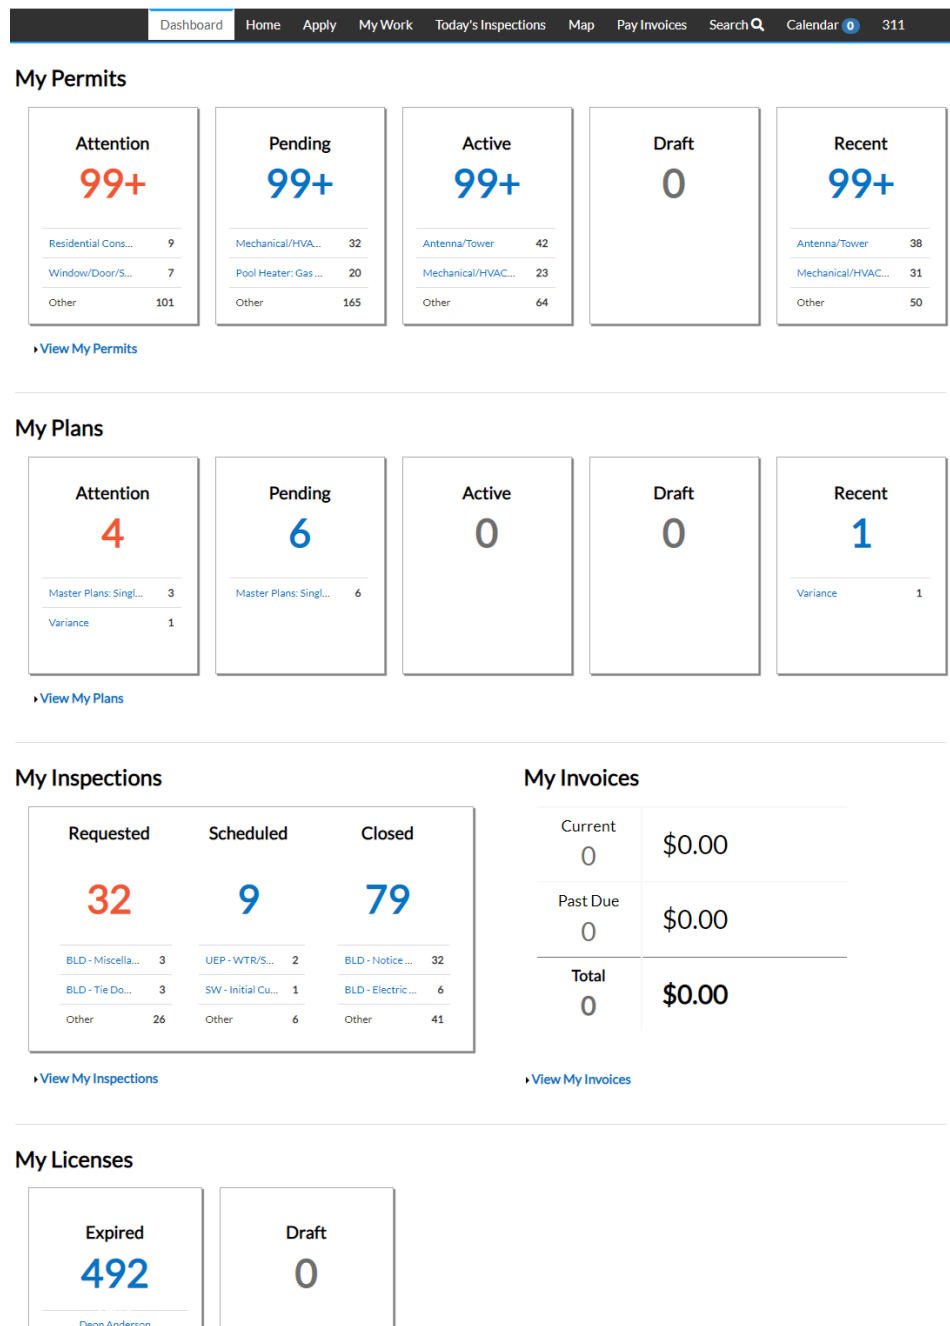 Dashboard Home Apply My Work Today's Inspections Map Pay Invoices Search Calendar 0 311
My Permits
Attention Pending Active Draft Recent
99+ 99+ 99+ 0 99+
Residential Cons... 9 Mechanical/HVA... 32 Antenna/Tower 42 Antenna/Tower 38
Window/Door/S... 7 Pool Heater: Gas ... 20 Mechanical/HVAC... 23 Mechanical/HVAC... 31
Other 101 Other 165 Other 64 Other 50
View My Permits
My Plans
Attention Pending Active Draft Recent
4 6 0 0 1
Master Plans: Singl... 3 Master Plans: Singl... 6 Variance 1
Variance 1
View My Plans
My Inspections
Requested Scheduled Closed
32 9 79
BLD - Miscella... 3 UEP - WTR/S... 2 BLD - Notice ... 32
BLD - Tie Do... 3 SW - Initial Cu... 1 BLD - Electric ... 6
Other 26 Other 6 Other 41
View My Inspections
My Invoices
Current
0 $0.00
Past Due
0 $0.00
Total
0 $0.00
View My Invoices
My Licenses
Expired Draft
492 0
Deon Anderson